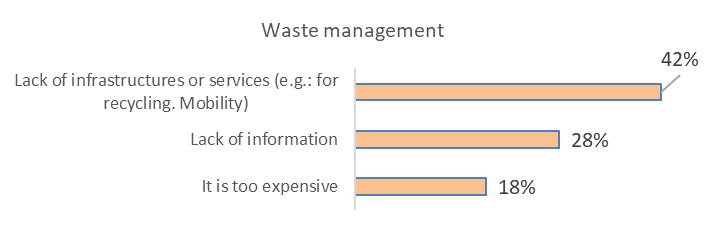 Waste management
42%
Lack of infrastructures or services (e.g.: for
recycling. Mobility)
Lack of information
28%
It is too expensive
18%